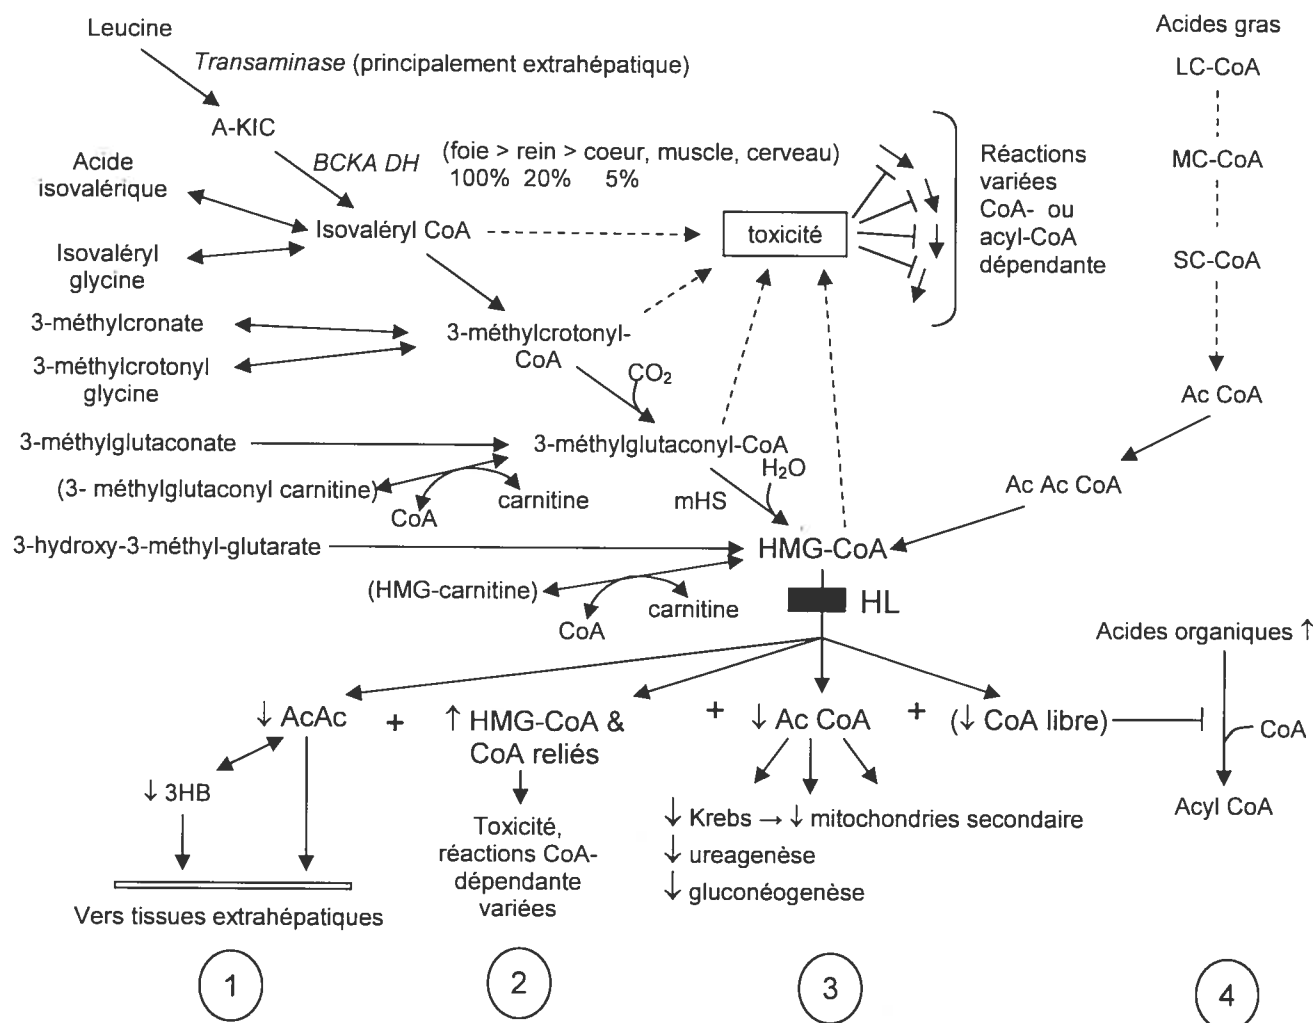 Leucine
Acides gras
Transaminase (principalement extrahépatique)
LC-CoA
A-KIC
BCKA DH
(foie > rein > coeur, muscle, cerveau)
100% 20% 5%
Acide
isovalérique
Isovaléryl CoA
toxicité
Réactions
variées
CoA- ou
acyl-CoA
dépendante
MC-CoA
SC-CoA
Isovaléryl
glycine
3-méthylcronate
3-méthylcrotonyl-
CoA
3-méthylcrotonyl
glycine
CO₂
Ac CoA
3-méthylglutaconate
3-méthylglutaconyl-CoA
(3- méthylglutaconyl carnitine)
CoA
carnitine
mHS
H₂O
Ac Ac CoA
3-hydroxy-3-méthyl-glutarate
HMG-CoA
(HMG-carnitine)
CoA
carnitine
HL
Acides organiques ↑
↓ AcAc
+
↑ HMG-CoA &
CoA reliés
+
↓ Ac CoA
+
(↓ CoA libre)
CoA
↓ 3HB
Acyl CoA
Toxicité,
réactions CoA-
dépendante
variées
↓ Krebs → ↓ mitochondries secondaire
↓ ureagenèse
↓ gluconéogenèse
Vers tissues extrahépatiques
1
2
3
4